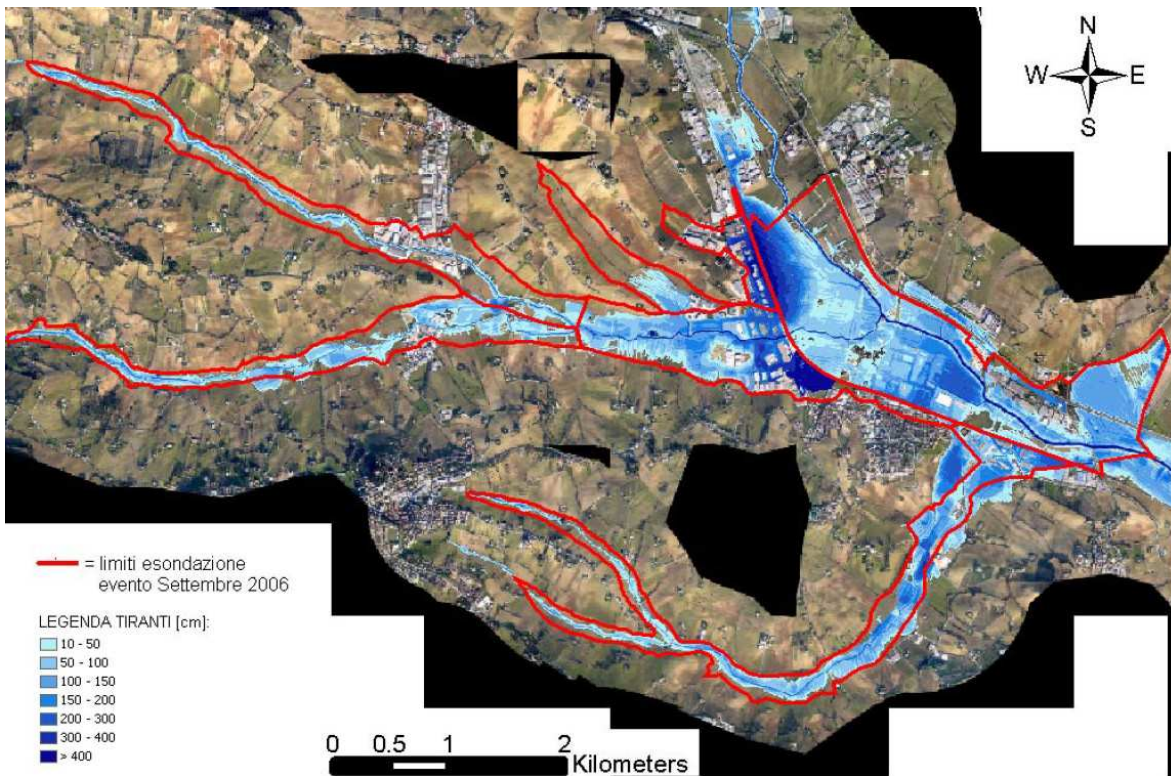 N
W E
S
= limiti esondazione
evento Settembre 2006
LEGENDA TIRANTI [cm]:
10 - 50
50 - 100
100 - 150
150 - 200
200 - 300
300 - 400
> 400
0 0.5 1 2
Kilometers